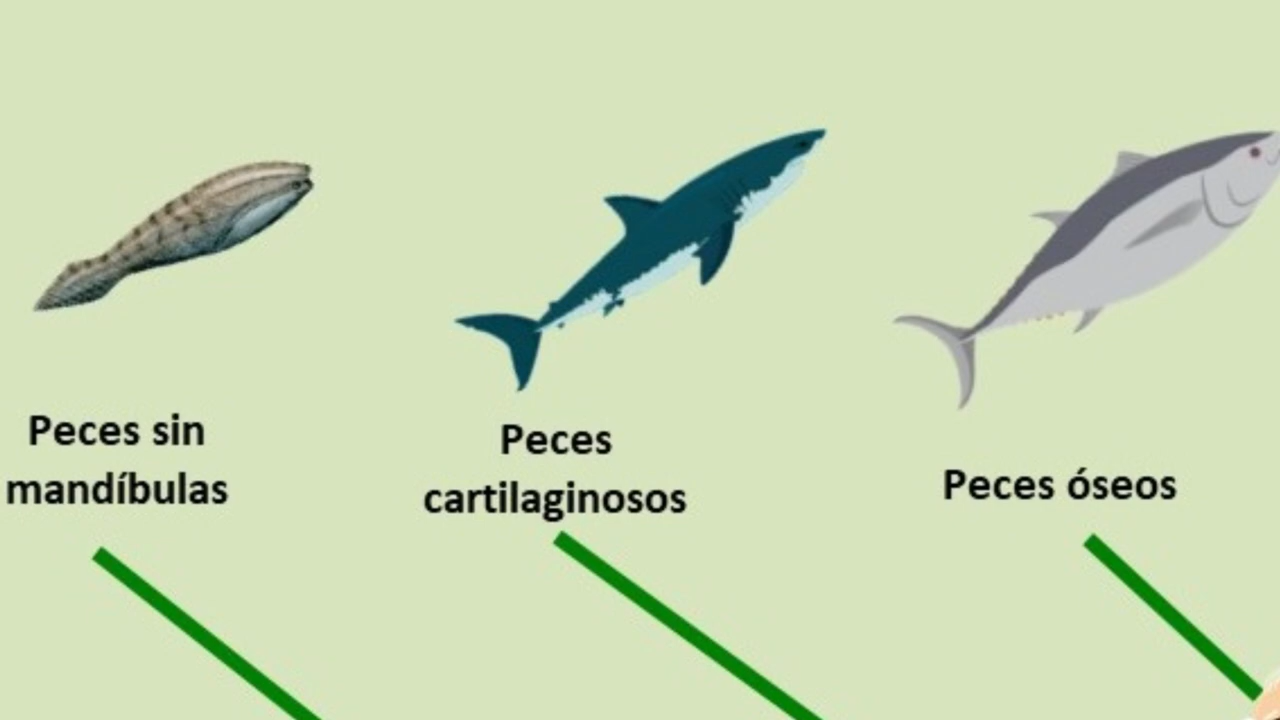 Peces sin
mandíbulas
Peces
cartilaginosos
Peces óseos